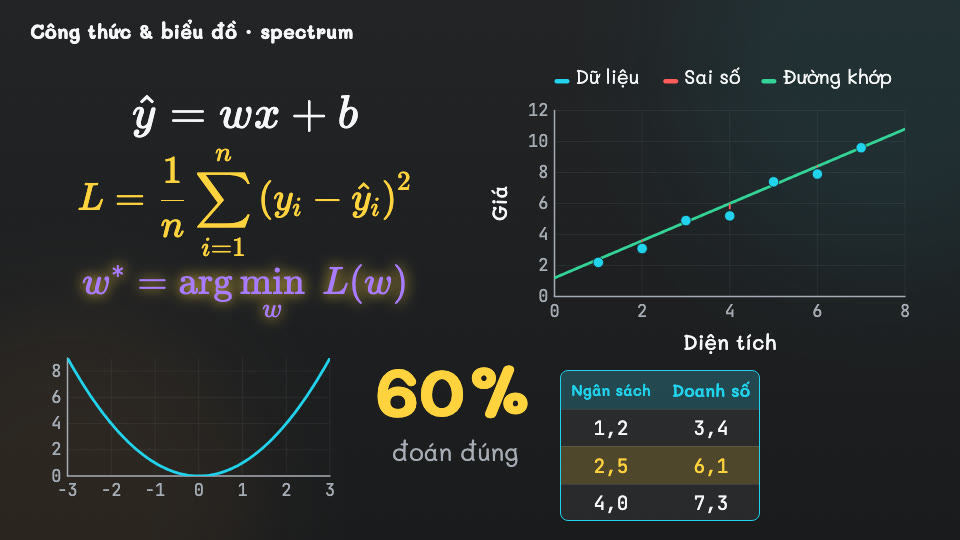 Công thức & biểu đồ · spectrum
ŷ = wx + b
L = 1/n ∑_{i=1}^{n} (y_i − ŷ_i)^2
w* = arg min_w L(w)
Dữ liệu Sai số Đường khớp
12
10
8
6
4
2
0
Giá
0 2 4 6 8
Diện tích
8
6
4
2
0
-3 -2 -1 0 1 2 3
60%
đoán đúng
Ngân sách Doanh số
1,2 3,4
2,5 6,1
4,0 7,3